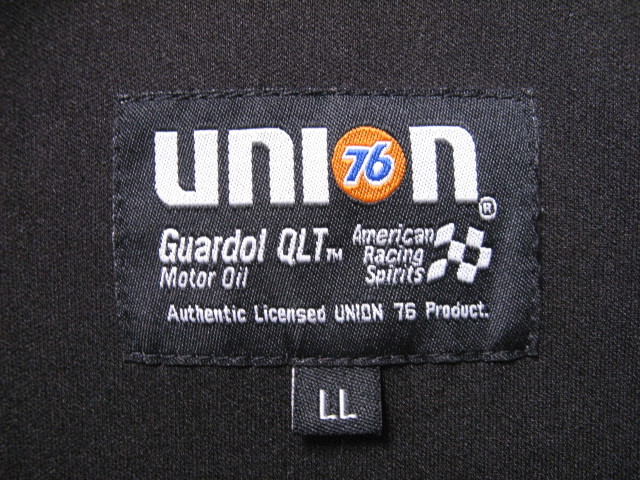 UNION 76 ®
Guardol QLT™
Motor Oil
American
Racing
Spirits
Authentic Licensed UNION 76 Product.
LL